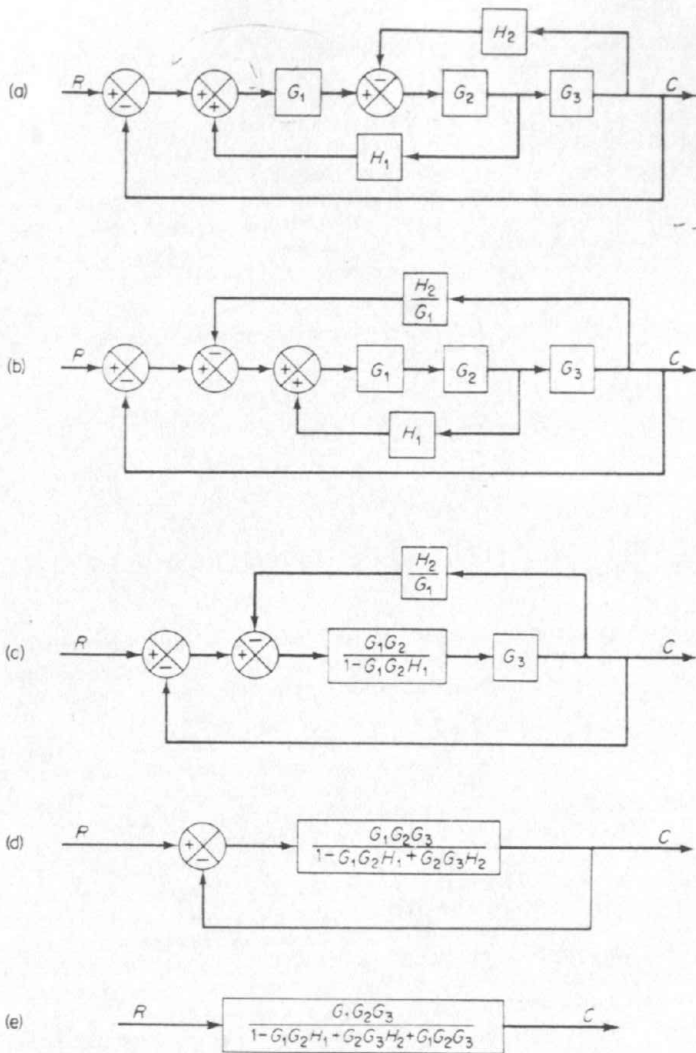 H₂
(a) R + − + + G₁ − + G₂ G₃ C
H₁
H₂
G₁
(b) R + − − + + + G₁ G₂ G₃ C
H₁
H₂
G₁
(c) R + − − + G₁G₂ G₃ C
1−G₁G₂H₁
(d) R + − G₁G₂G₃ C
1−G₁G₂H₁+G₂G₃H₂
(e) R G₁G₂G₃ C
1−G₁G₂H₁+G₂G₃H₂+G₁G₂G₃